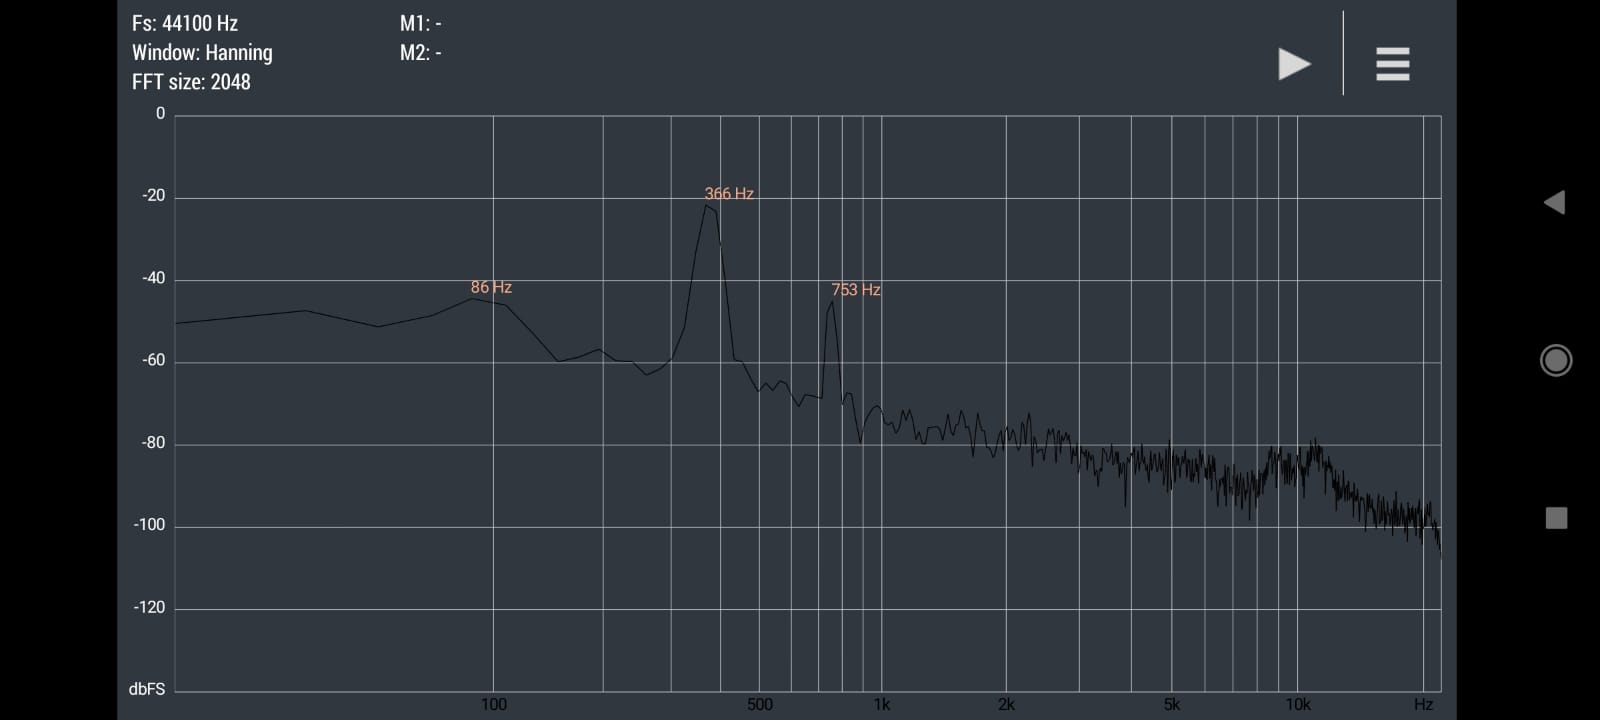 Fs: 44100 Hz
M1: -
Window: Hanning
M2: -
FFT size: 2048
0
-20
366 Hz
-40
86 Hz
753 Hz
-60
-80
-100
-120
dbFS
100
500
1k
2k
5k
10k
Hz